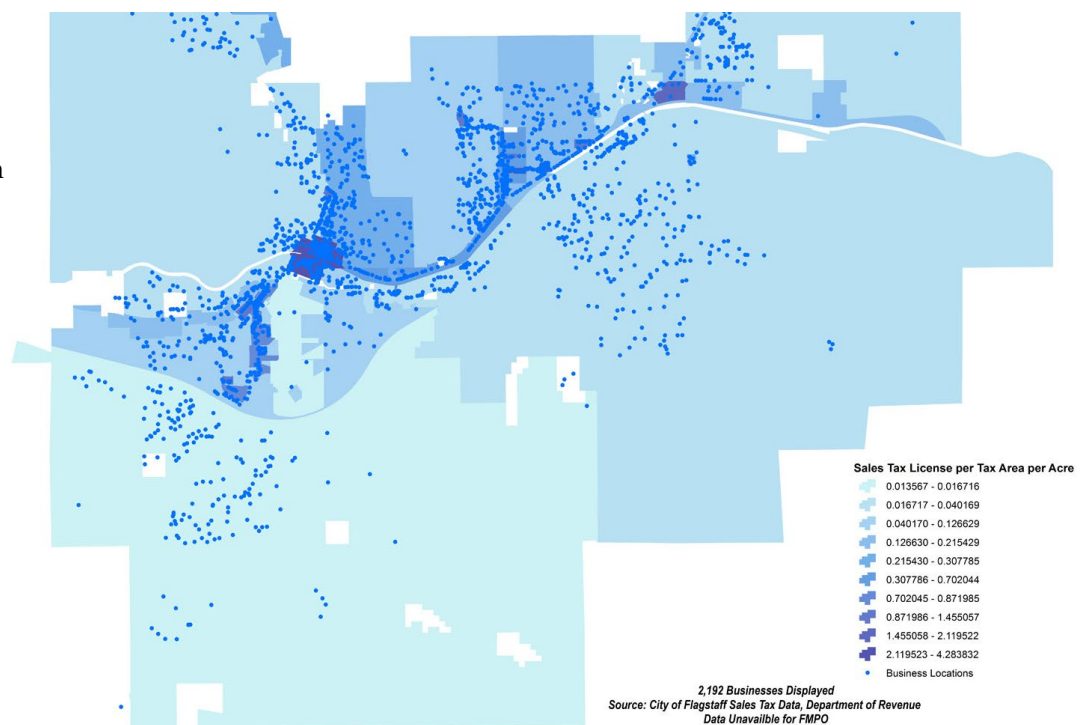 n
Sales Tax License per Tax Area per Acre
0.013567 - 0.016716
0.016717 - 0.040169
0.040170 - 0.126629
0.126630 - 0.215429
0.215430 - 0.307785
0.307786 - 0.702044
0.702045 - 0.871985
0.871986 - 1.455057
1.455058 - 2.119522
2.119523 - 4.283832
Business Locations
2,192 Businesses Displayed
Source: City of Flagstaff Sales Tax Data, Department of Revenue
Data Unavailble for FMPO